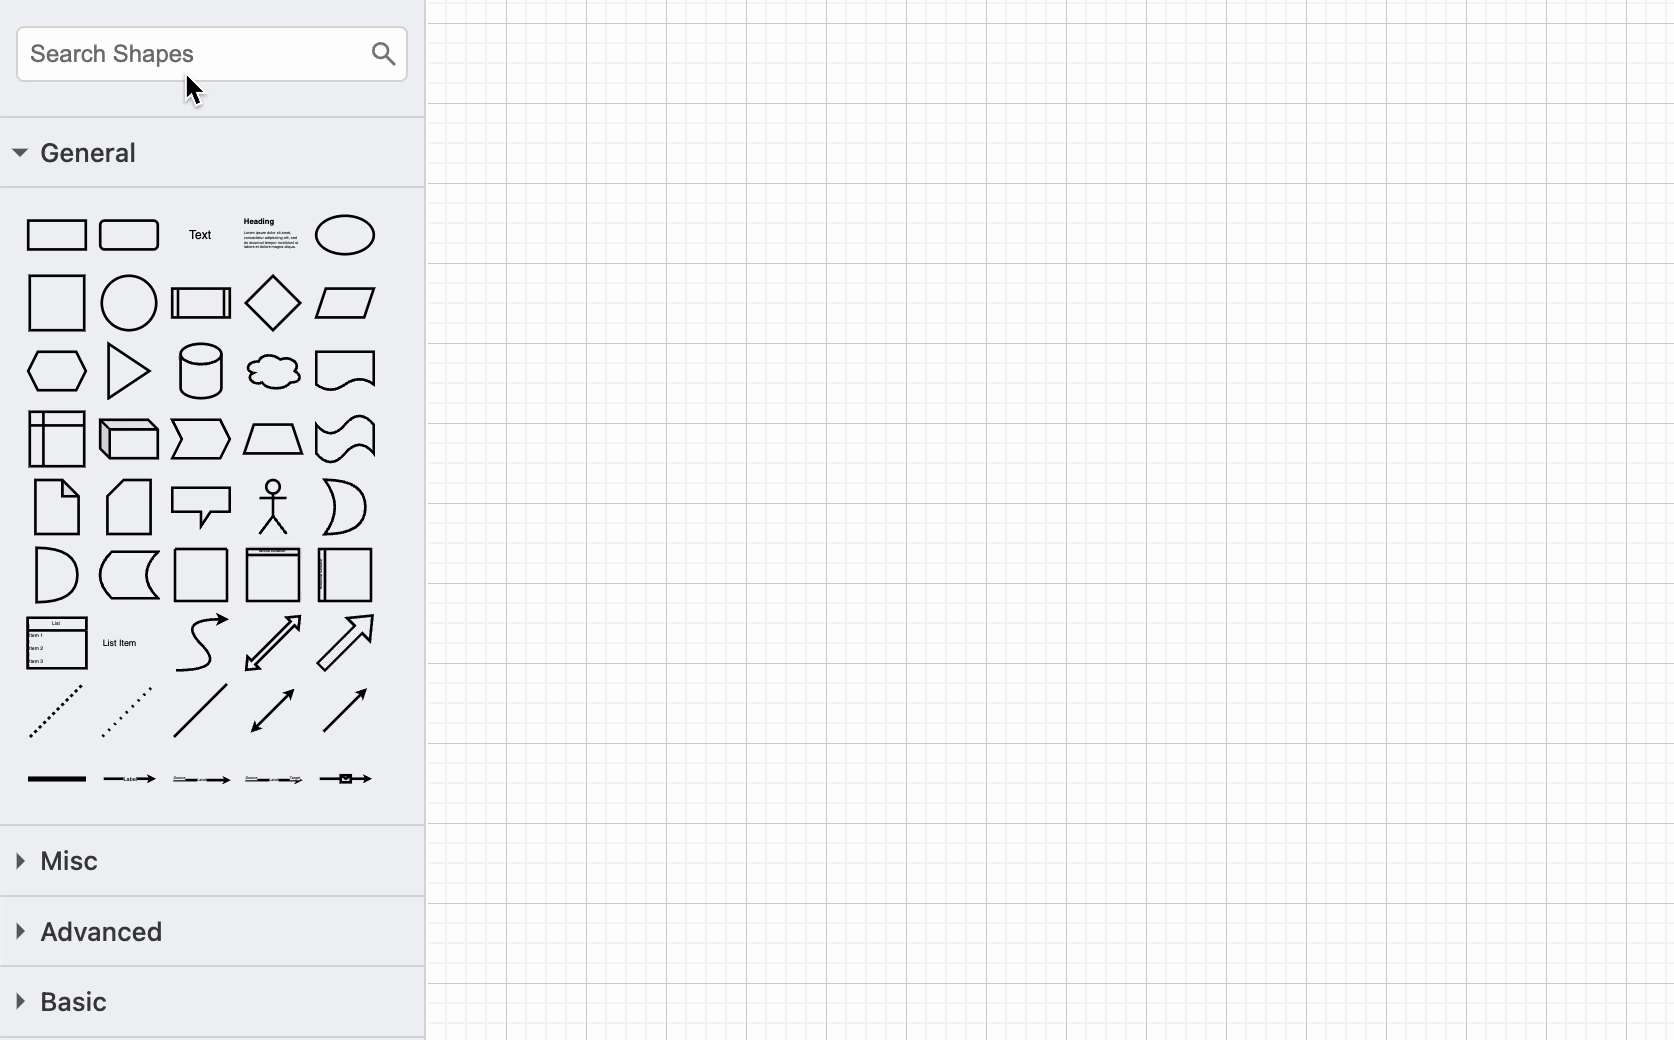 Search Shapes
General
Text
Heading
Lorem ipsum dolor sit amet,
consectetur adipisicing elit, sed
do eiusmod tempor incididunt ut
labore et dolore magna aliqua.
List
Item 1
Item 2
Item 3
List Item
Label
Misc
Advanced
Basic